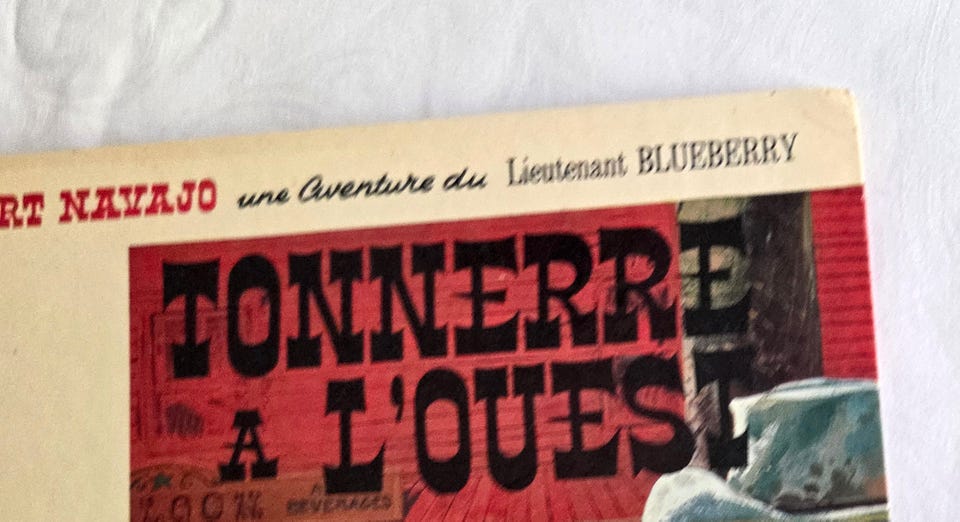 RT NAVAJO une aventure du Lieutenant BLUEBERRY
TONNERRE
A L'OUEST
BEVERAGES